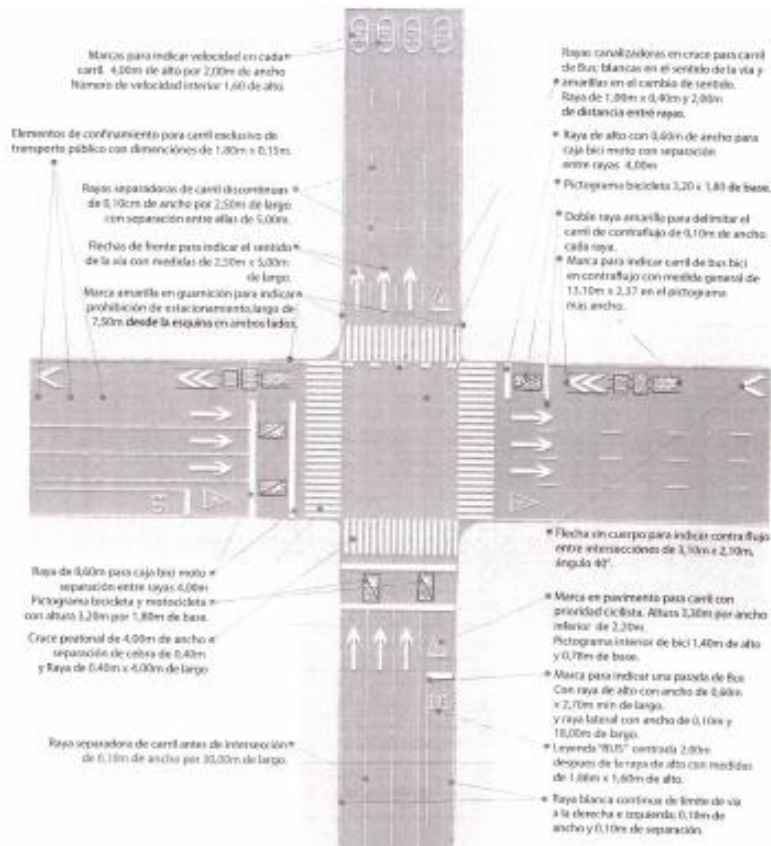 Marcas para indicar velocidad en cada
carril 4,00m de alto por 2,00m de ancho
Número de velocidad interior 1,60 de alto.
Elementos de confinamiento para carril exclusivo de
transporte público con dimenciónes de 1,80m x 0,15m.
Rayas separadoras de carril discontinuas
de 0,10cm de ancho por 2,50m de largo
con separación entre ellas de 5,00m.
Flechas de frente para indicar el sentido
de la vía con medidas de 2,50m x 5,00m
de largo.
Marca amarilla en guarnición para indicar
prohibición de estacionamiento, largo de
7,50m desde la esquina en ambos lados.
Rayas canalizadoras en cruce para carril
de Bus; blancas en el sentido de la vía y
amarillas en el cambio de sentido.
Raya de 1,00m x 0,40m y 2,00m
de distancia entre rayas.
Raya de alto con 0,60m de ancho para
caja bici moto con separación
entre rayas 4,00m
Pictograma bicicleta 3,20 x 1,80 de base.
Doble raya amarilla para delimitar el
carril de contraflujo de 0,10m de ancho
cada raya.
Marca para indicar carril de bus bici
en contraflujo con medida general de
13,10m x 2,37 en el pictograma
mas ancho.
Raya de 0,60m para caja bici moto
separación entre rayas 4,00m
Pictograma bicicleta y motocicleta
con altura 3,20m por 1,80m de base.
Cruce peatonal de 4,00m de ancho
separación de cebra de 0,40m
y Raya de 0,40m x 4,00m de largo
Raya separadora de carril antes de intersección
de 0,10m de ancho por 30,00m de largo.
Flecha sin cuerpo para indicar contra flujo
entre intersecciónes de 3,10m x 2,10m,
ángulo 40°.
Marca en pavimento para carril con
prioridad ciclista. Altura 3,30m por ancho
inferior de 2,20m
Pictograma interior de bici 1,40m de alto
y 0,78m de base.
Marca para indicar una parada de Bus
Con raya de alto con ancho de 0,60m
x 2,70m min de largo.
y raya lateral con ancho de 0,10m y
18,00m de largo.
Leyenda "BUS" centrada 2.00m
despues de la raya de alto con medidas
de 1,86m x 1,60m de alto.
Raya blanca continua de limite de vía
a la derecha e izquierda; 0,10m de
ancho y 0,10m de separación.